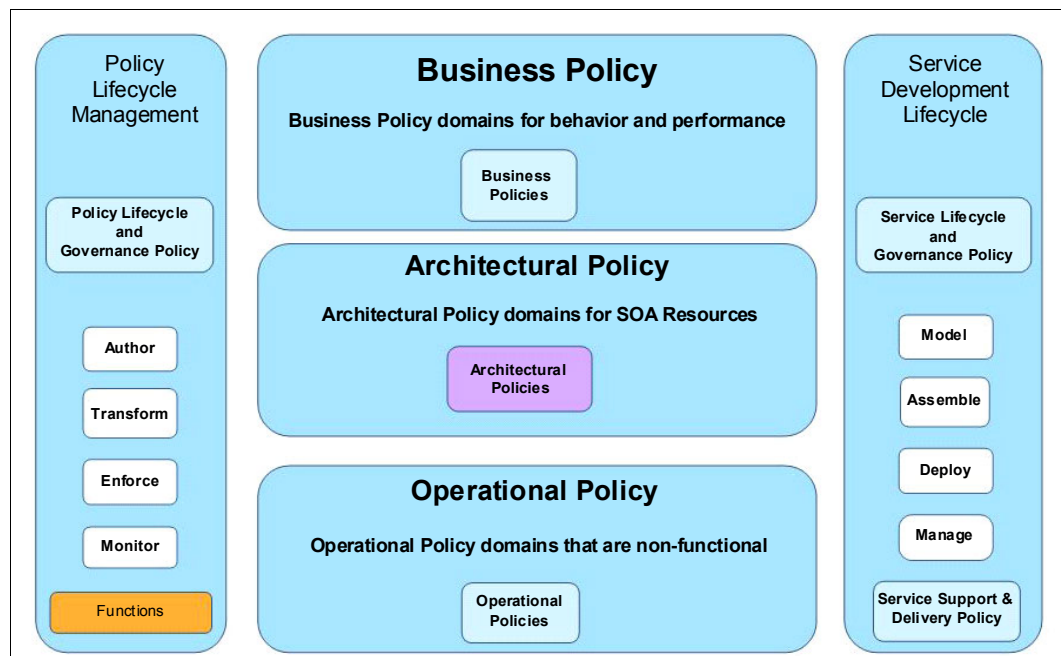 Policy
Lifecycle
Management
Policy Lifecycle
and
Governance Policy
Author
Transform
Enforce
Monitor
Functions
Business Policy
Business Policy domains for behavior and performance
Business
Policies
Architectural Policy
Architectural Policy domains for SOA Resources
Architectural
Policies
Operational Policy
Operational Policy domains that are non-functional
Operational
Policies
Service
Development
Lifecycle
Service Lifecycle
and
Governance Policy
Model
Assemble
Deploy
Manage
Service Support &
Delivery Policy